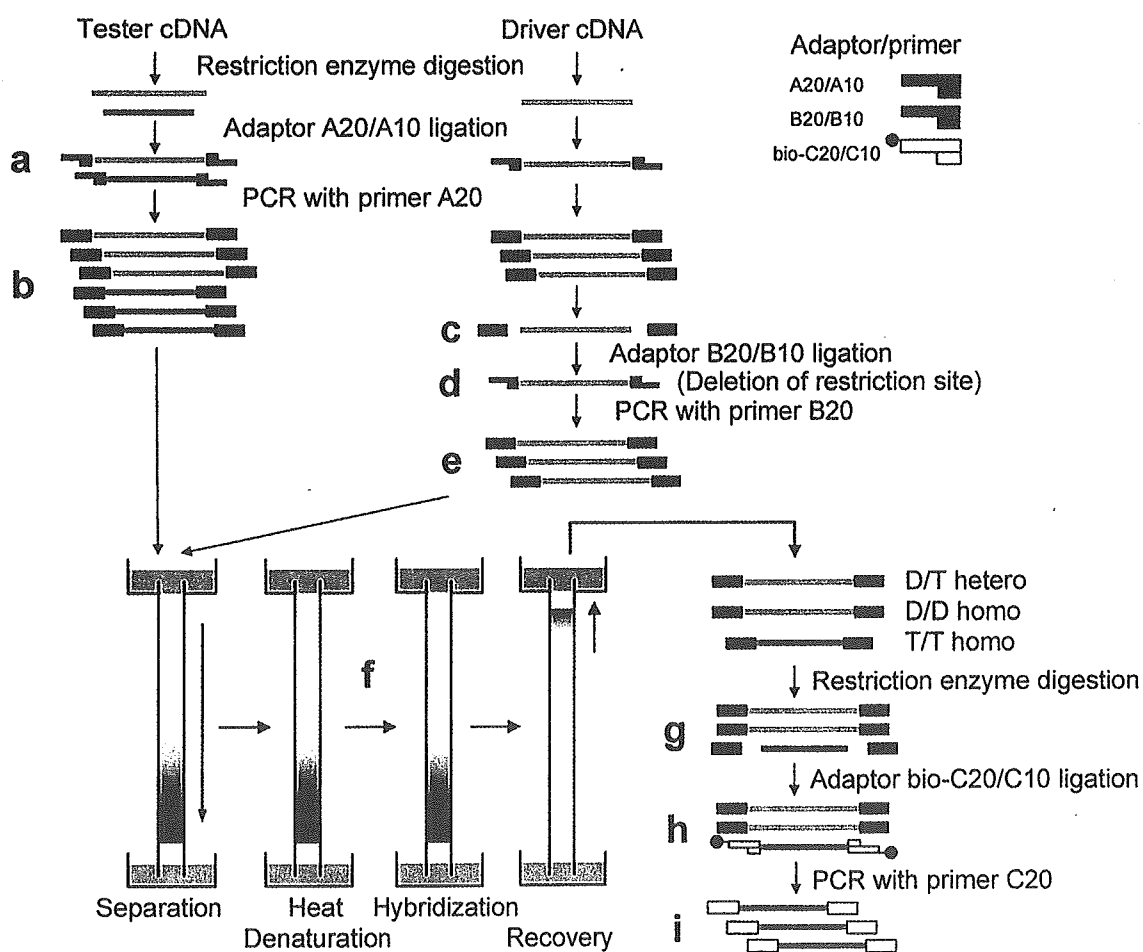 Tester cDNA
Driver cDNA
Restriction enzyme digestion
Adaptor/primer
A20/A10
B20/B10
bio-C20/C10
Adaptor A20/A10 ligation
a
PCR with primer A20
b
c
Adaptor B20/B10 ligation
d
(Deletion of restriction site)
PCR with primer B20
e
f
Separation
Heat
Denaturation
Hybridization
Recovery
D/T hetero
D/D homo
T/T homo
Restriction enzyme digestion
g
Adaptor bio-C20/C10 ligation
h
PCR with primer C20
i